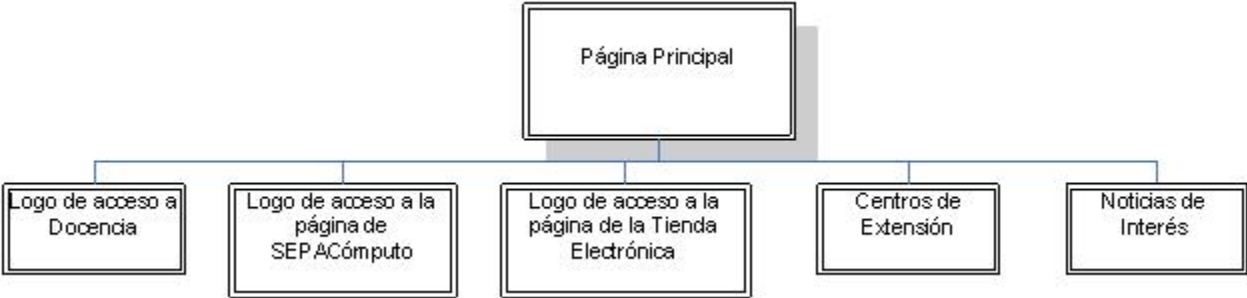 Página Principal
Logo de acceso a
Docencia
Logo de acceso a la
página de
SEPACómputo
Logo de acceso a la
página de la Tienda
Electrónica
Centros de
Extensión
Noticias de
Interés